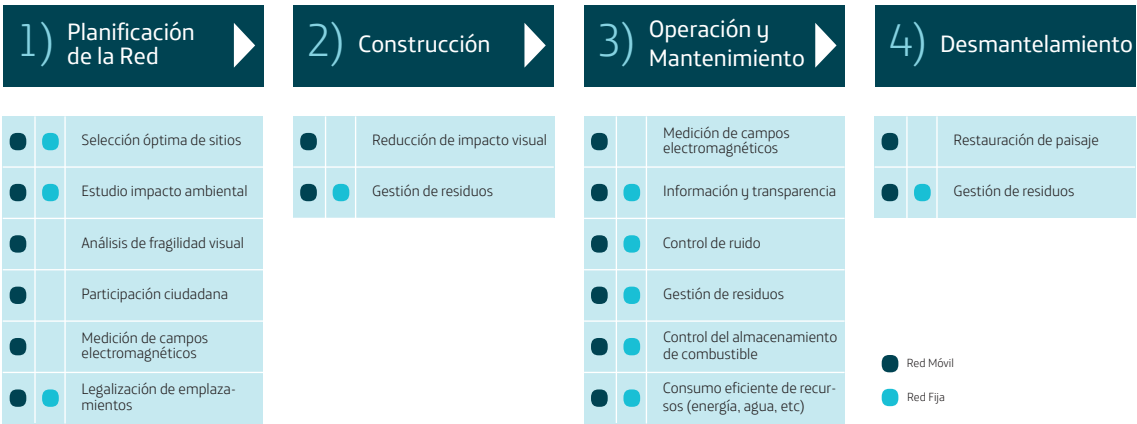 1) Planificación
de la Red
Selección óptima de sitios
Estudio impacto ambiental
Análisis de fragilidad visual
Participación ciudadana
Medición de campos
electromagnéticos
Legalización de emplaza-
mientos
2) Construcción
Reducción de impacto visual
Gestión de residuos
3) Operación y
Mantenimiento
Medición de campos
electromagnéticos
Información y transparencia
Control de ruido
Gestión de residuos
Control del almacenamiento
de combustible
Consumo eficiente de recur-
sos (energía, agua, etc)
4) Desmantelamiento
Restauración de paisaje
Gestión de residuos
Red Móvil
Red Fija